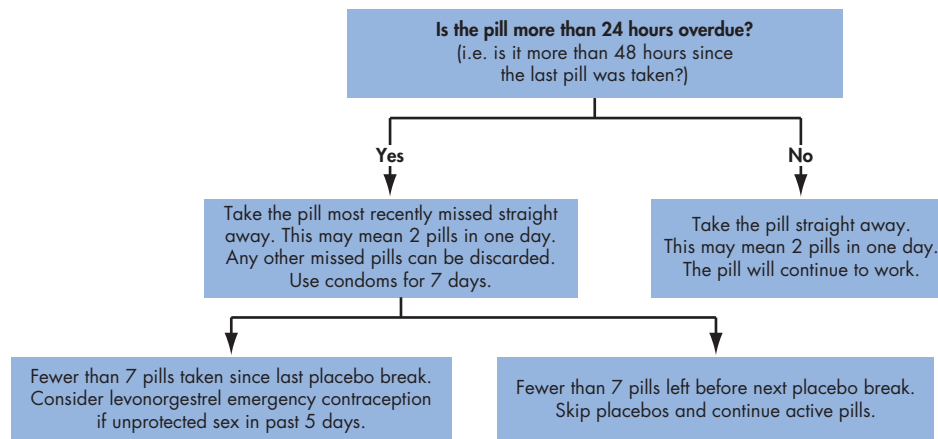 Is the pill more than 24 hours overdue?
(i.e. is it more than 48 hours since
the last pill was taken?)
Yes
No
Take the pill most recently missed straight
away. This may mean 2 pills in one day.
Any other missed pills can be discarded.
Use condoms for 7 days.
Take the pill straight away.
This may mean 2 pills in one day.
The pill will continue to work.
Fewer than 7 pills taken since last placebo break.
Consider levonorgestrel emergency contraception
if unprotected sex in past 5 days.
Fewer than 7 pills left before next placebo break.
Skip placebos and continue active pills.